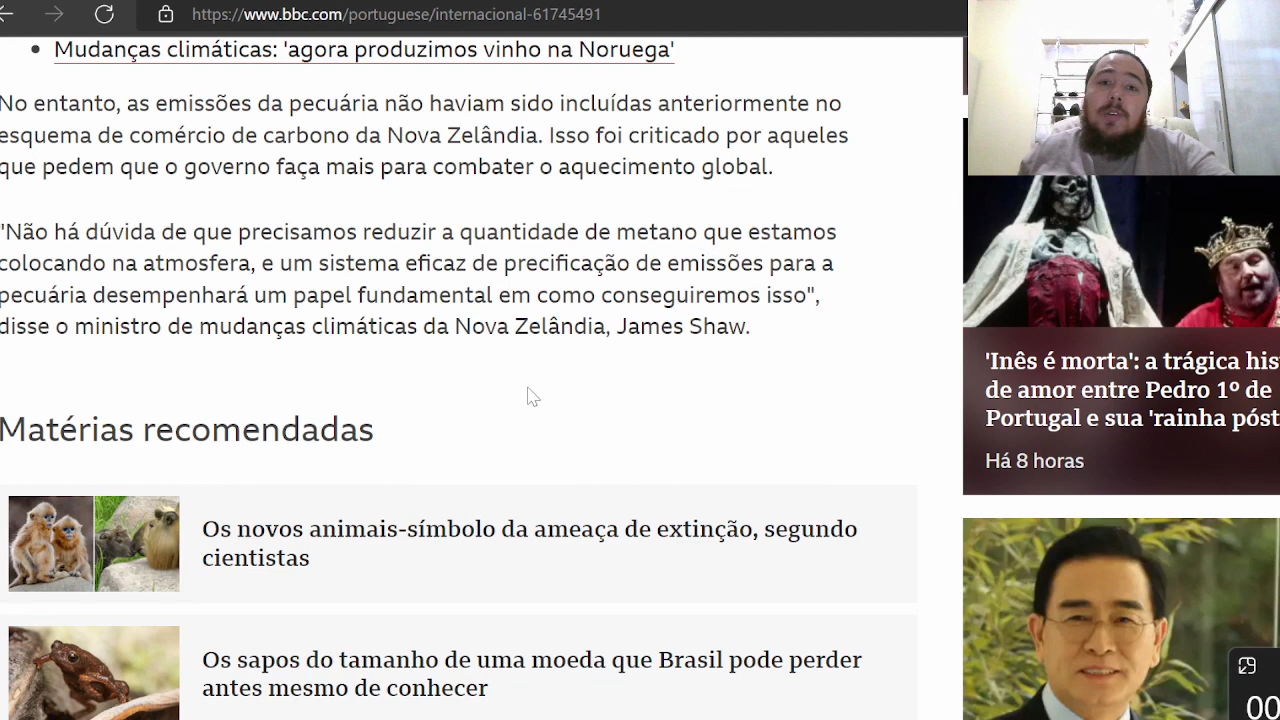 https://www.bbc.com/portuguese/internacional-61745491
Mudanças climáticas: 'agora produzimos vinho na Noruega'
No entanto, as emissões da pecuária não haviam sido incluídas anteriormente no
esquema de comércio de carbono da Nova Zelândia. Isso foi criticado por aqueles
que pedem que o governo faça mais para combater o aquecimento global.
"Não há dúvida de que precisamos reduzir a quantidade de metano que estamos
colocando na atmosfera, e um sistema eficaz de precificação de emissões para a
pecuária desempenhará um papel fundamental em como conseguiremos isso",
disse o ministro de mudanças climáticas da Nova Zelândia, James Shaw.
Matérias recomendadas
Os novos animais-símbolo da ameaça de extinção, segundo
cientistas
Os sapos do tamanho de uma moeda que Brasil pode perder
antes mesmo de conhecer
'Inês é morta': a trágica his
de amor entre Pedro 1º de
Portugal e sua 'rainha póst
Há 8 horas
00